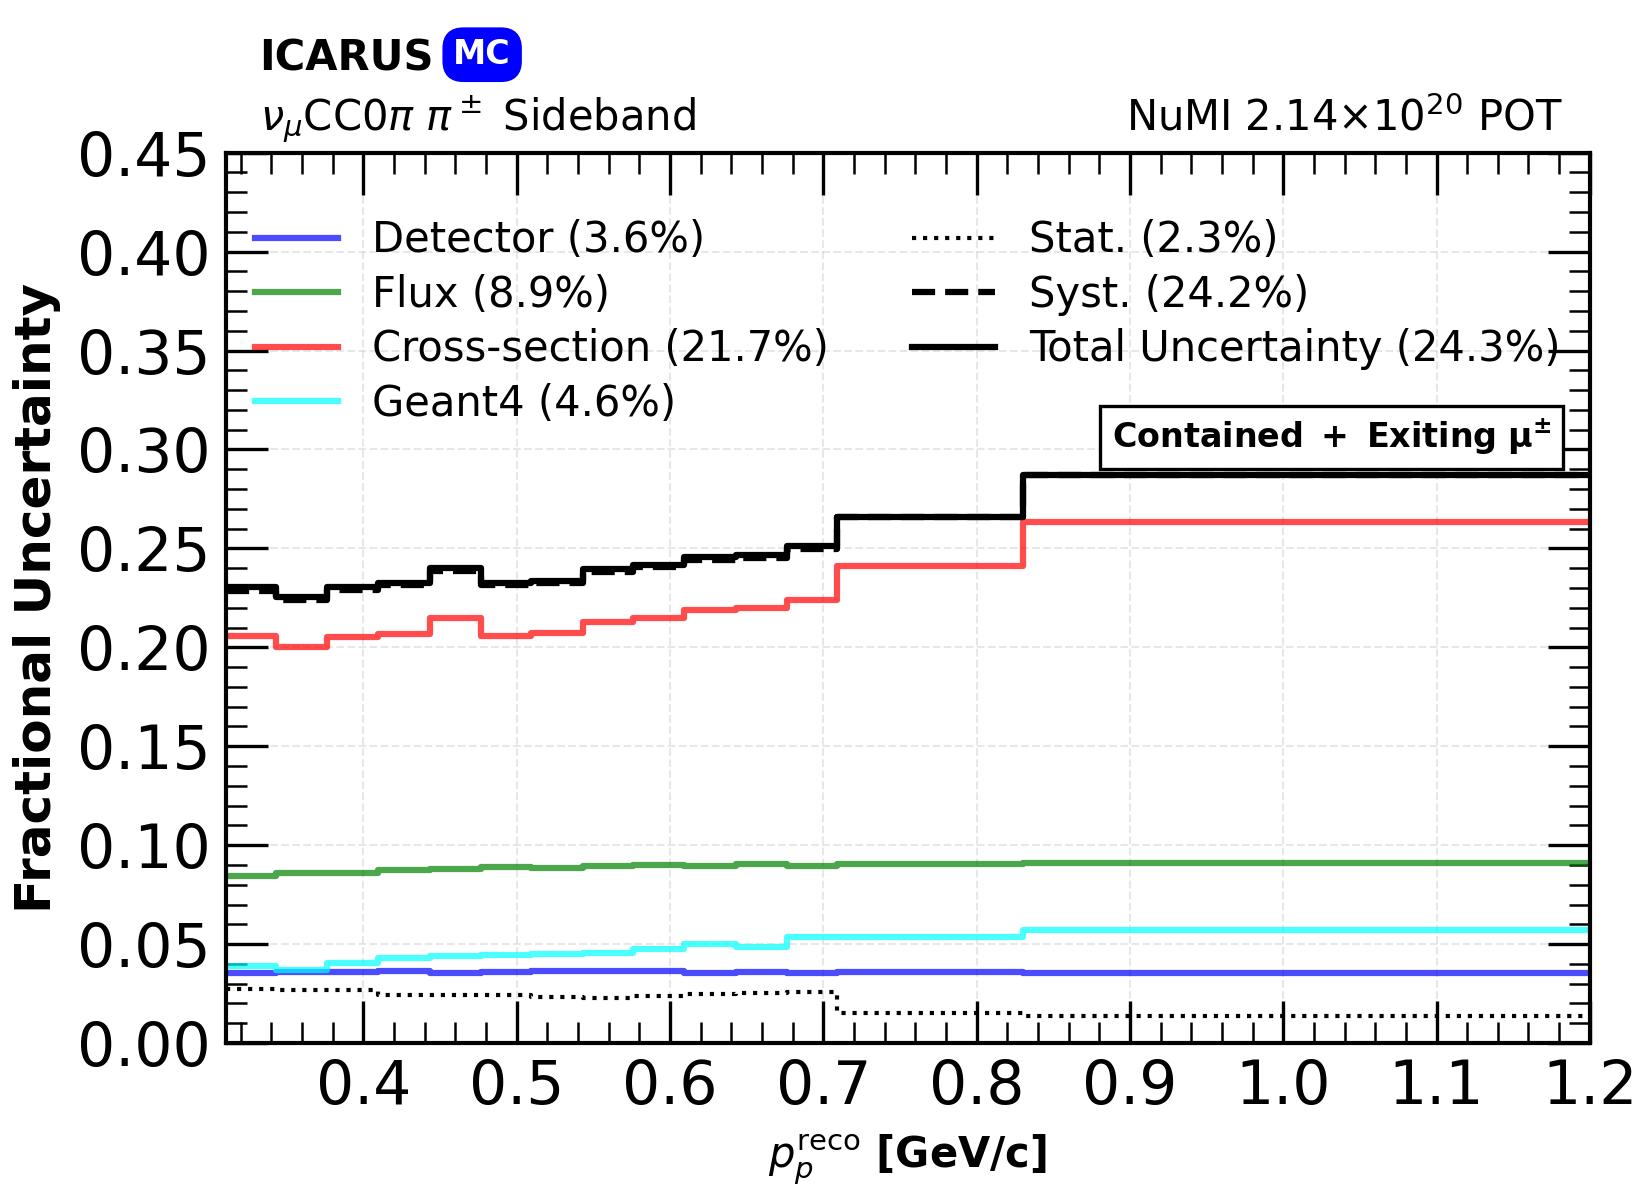 ICARUS MC
νμCC0π π± Sideband
NuMI 2.14×10²⁰ POT
0.45
0.40
0.35
0.30
0.25
0.20
0.15
0.10
0.05
0.00
Fractional Uncertainty
Detector (3.6%)
Flux (8.9%)
Cross-section (21.7%)
Geant4 (4.6%)
Stat. (2.3%)
Syst. (24.2%)
Total Uncertainty (24.3%)
Contained + Exiting μ±
0.4 0.5 0.6 0.7 0.8 0.9 1.0 1.1 1.2
p_p^reco [GeV/c]